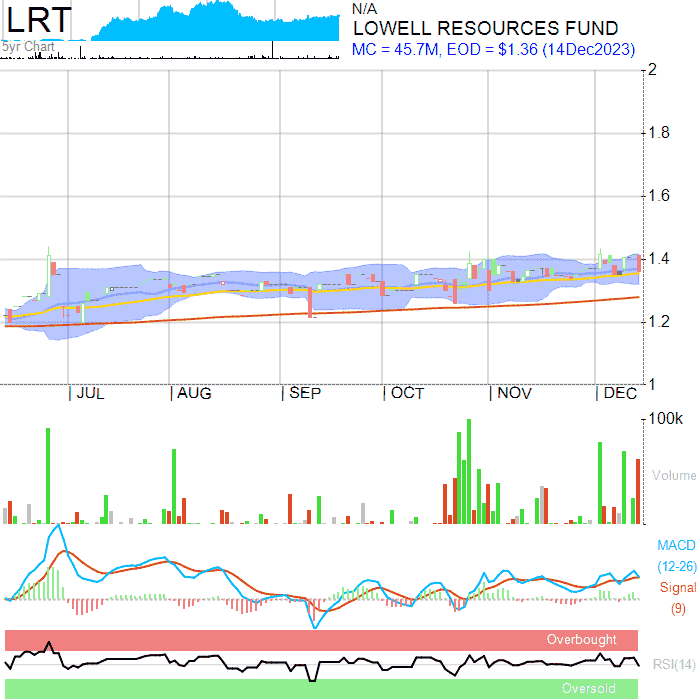 LRT
5yr Chart
N/A
LOWELL RESOURCES FUND
MC = 45.7M, EOD = $1.36 (14Dec2023)
2
1.8
1.6
1.4
1.2
1
JUL AUG SEP OCT NOV DEC
100k
Volume
MACD
(12-26)
Signal
(9)
Overbought
RSI(14)
Oversold